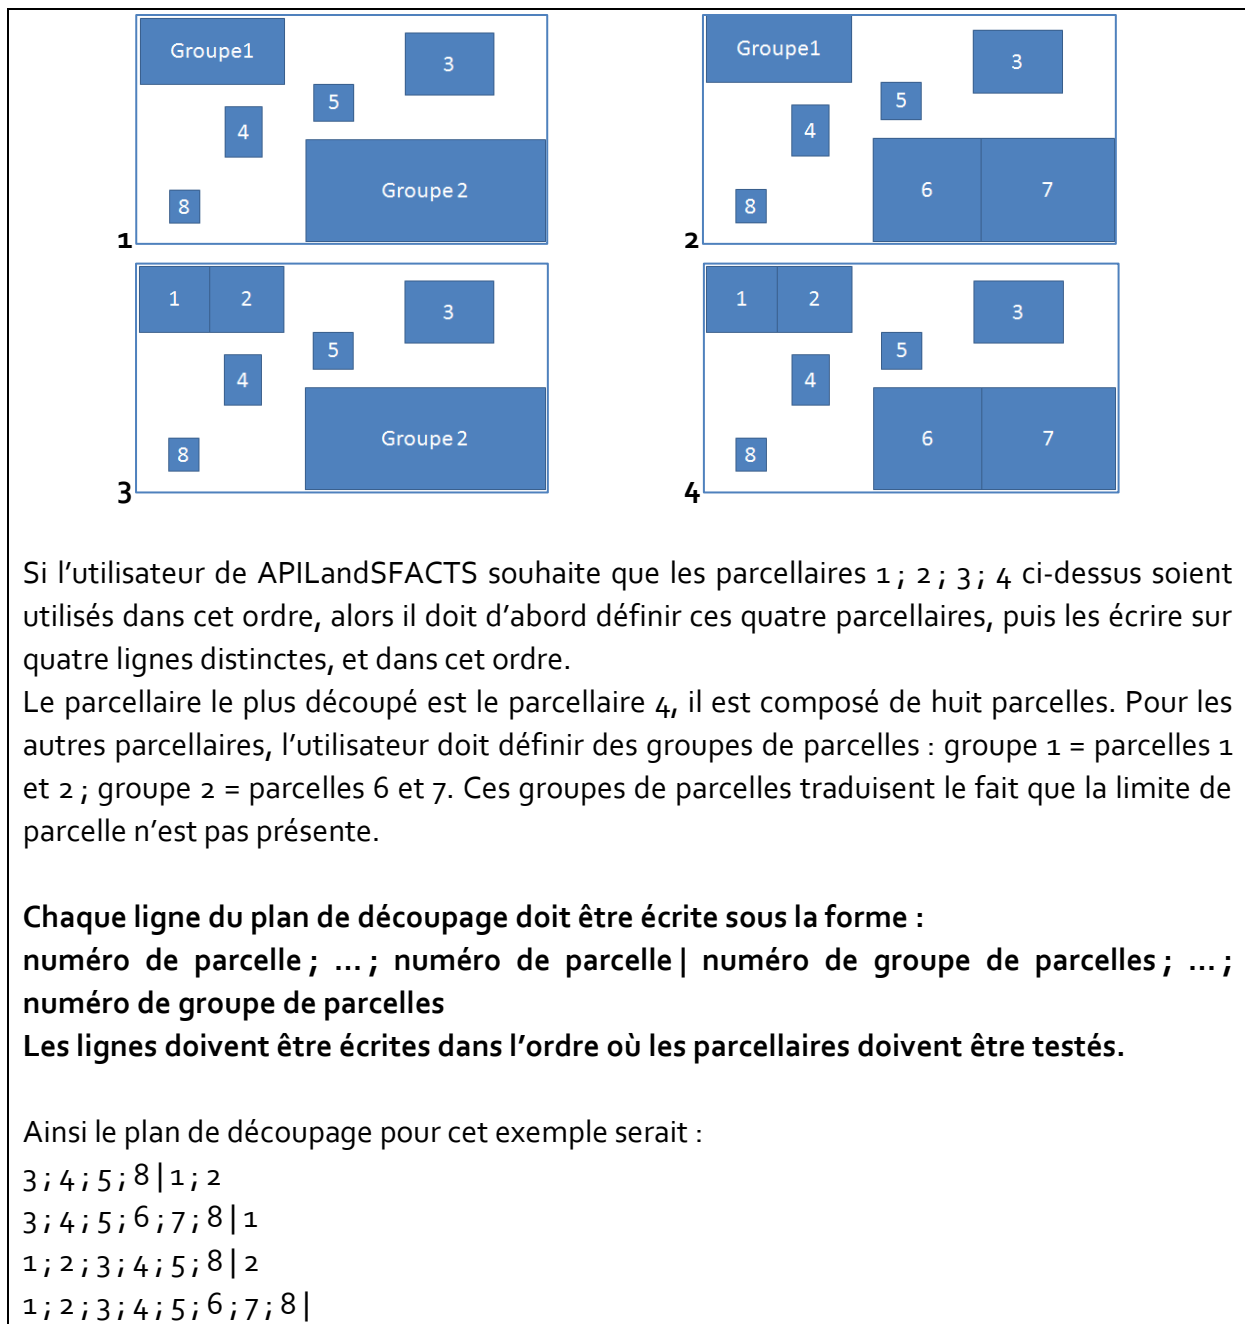 Groupe1
3
5
4
Groupe 2
8
1
Groupe1
3
5
4
6
7
8
2
1
2
3
5
4
Groupe 2
8
3
1
2
3
5
4
6
7
8
4
Si l'utilisateur de APILandSFACTS souhaite que les parcellaires 1 ; 2 ; 3 ; 4 ci-dessus soient
utilisés dans cet ordre, alors il doit d'abord définir ces quatre parcellaires, puis les écrire sur
quatre lignes distinctes, et dans cet ordre.
Le parcellaire le plus découpé est le parcellaire 4, il est composé de huit parcelles. Pour les
autres parcellaires, l'utilisateur doit définir des groupes de parcelles : groupe 1 = parcelles 1
et 2 ; groupe 2 = parcelles 6 et 7. Ces groupes de parcelles traduisent le fait que la limite de
parcelle n'est pas présente.
Chaque ligne du plan de découpage doit être écrite sous la forme :
numéro de parcelle ; ... ; numéro de parcelle | numéro de groupe de parcelles ; ... ;
numéro de groupe de parcelles
Les lignes doivent être écrites dans l'ordre où les parcellaires doivent être testés.
Ainsi le plan de découpage pour cet exemple serait :
3 ; 4 ; 5 ; 8 | 1 ; 2
3 ; 4 ; 5 ; 6 ; 7 ; 8 | 1
1 ; 2 ; 3 ; 4 ; 5 ; 8 | 2
1 ; 2 ; 3 ; 4 ; 5 ; 6 ; 7 ; 8 |